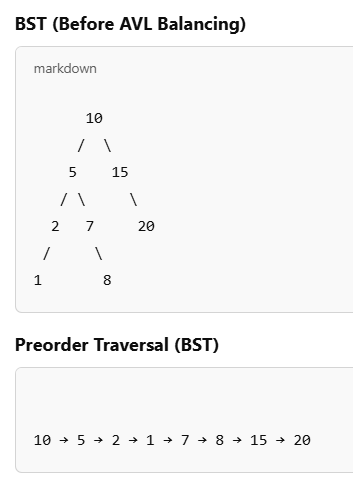 BST (Before AVL Balancing)
markdown
10
/ \
5 15
/ \ \
2 7 20
/ \
1 8
Preorder Traversal (BST)
10 → 5 → 2 → 1 → 7 → 8 → 15 → 20